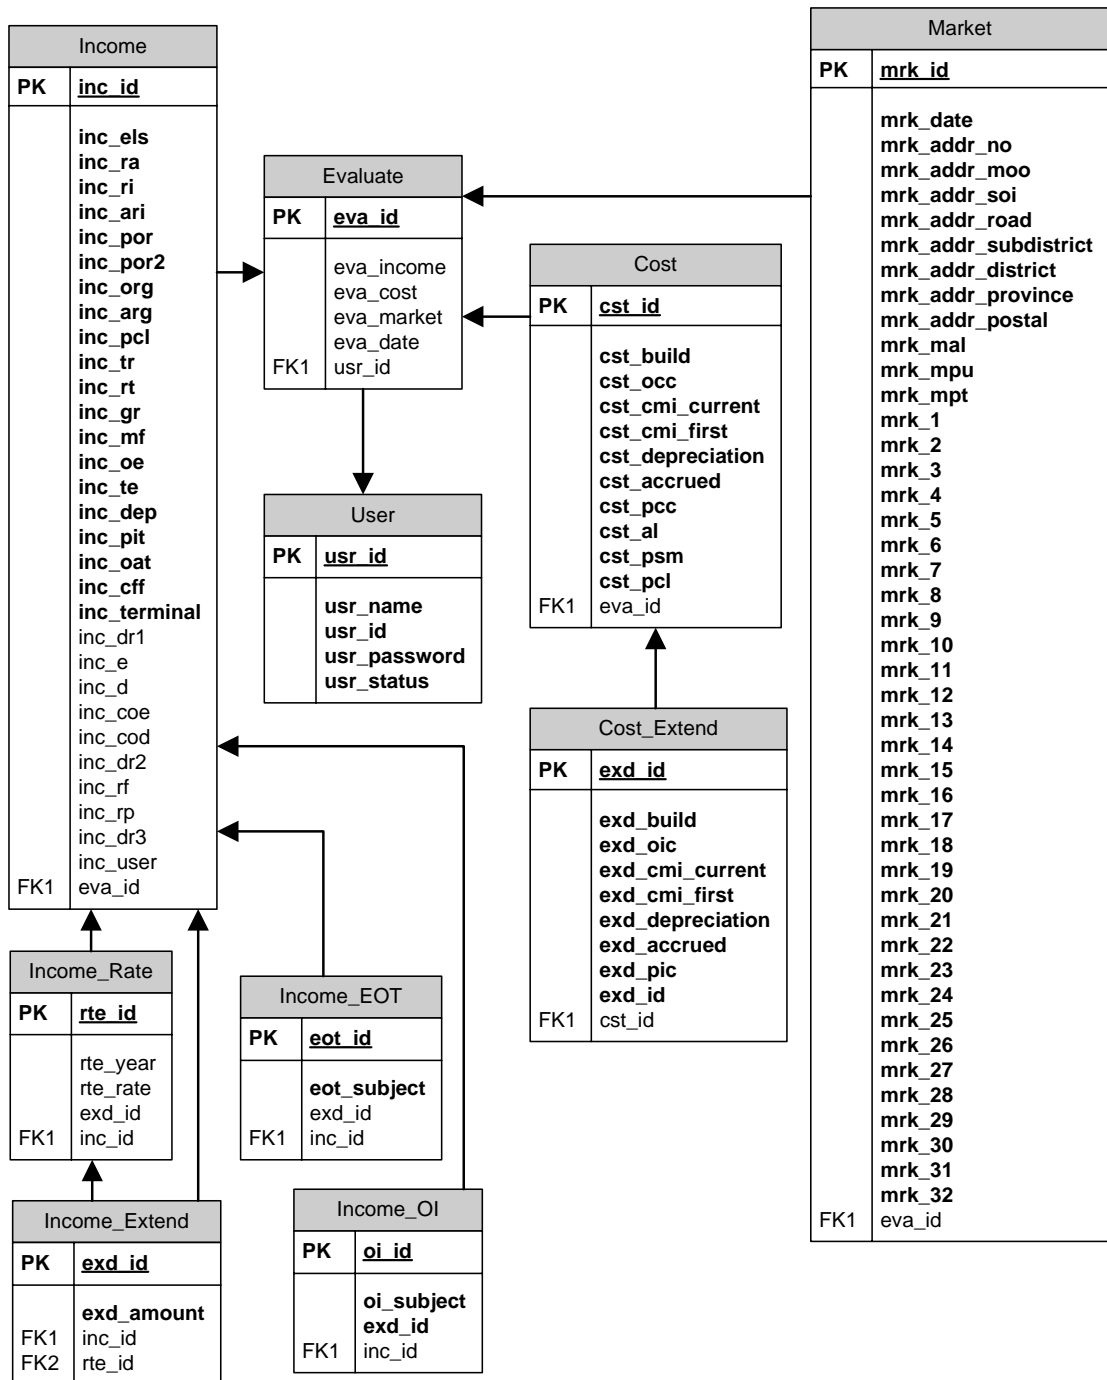 Income
PK inc_id
inc_els
inc_ra
inc_ri
inc_ari
inc_por
inc_por2
inc_org
inc_arg
inc_pcl
inc_tr
inc_rt
inc_gr
inc_mf
inc_oe
inc_te
inc_dep
inc_pit
inc_oat
inc_cff
inc_terminal
inc_dr1
inc_e
inc_d
inc_coe
inc_cod
inc_dr2
inc_rf
inc_rp
inc_dr3
inc_user
FK1 eva_id
Evaluate
PK eva_id
eva_income
eva_cost
eva_market
eva_date
FK1 usr_id
User
PK usr_id
usr_name
usr_id
usr_password
usr_status
Cost
PK cst_id
cst_build
cst_occ
cst_cmi_current
cst_cmi_first
cst_depreciation
cst_accrued
cst_pcc
cst_al
cst_psm
cst_pcl
FK1 eva_id
Cost_Extend
PK exd_id
exd_build
exd_oic
exd_cmi_current
exd_cmi_first
exd_depreciation
exd_accrued
exd_pic
exd_id
FK1 cst_id
Market
PK mrk_id
mrk_date
mrk_addr_no
mrk_addr_moo
mrk_addr_soi
mrk_addr_road
mrk_addr_subdistrict
mrk_addr_district
mrk_addr_province
mrk_addr_postal
mrk_mal
mrk_mpu
mrk_mpt
mrk_1
mrk_2
mrk_3
mrk_4
mrk_5
mrk_6
mrk_7
mrk_8
mrk_9
mrk_10
mrk_11
mrk_12
mrk_13
mrk_14
mrk_15
mrk_16
mrk_17
mrk_18
mrk_19
mrk_20
mrk_21
mrk_22
mrk_23
mrk_24
mrk_25
mrk_26
mrk_27
mrk_28
mrk_29
mrk_30
mrk_31
mrk_32
FK1 eva_id
Income_Rate
PK rte_id
rte_year
rte_rate
exd_id
FK1 inc_id
Income_EOT
PK eot_id
eot_subject
exd_id
FK1 inc_id
Income_Extend
PK exd_id
exd_amount
FK1 inc_id
FK2 rte_id
Income_OI
PK oi_id
oi_subject
exd_id
FK1 inc_id